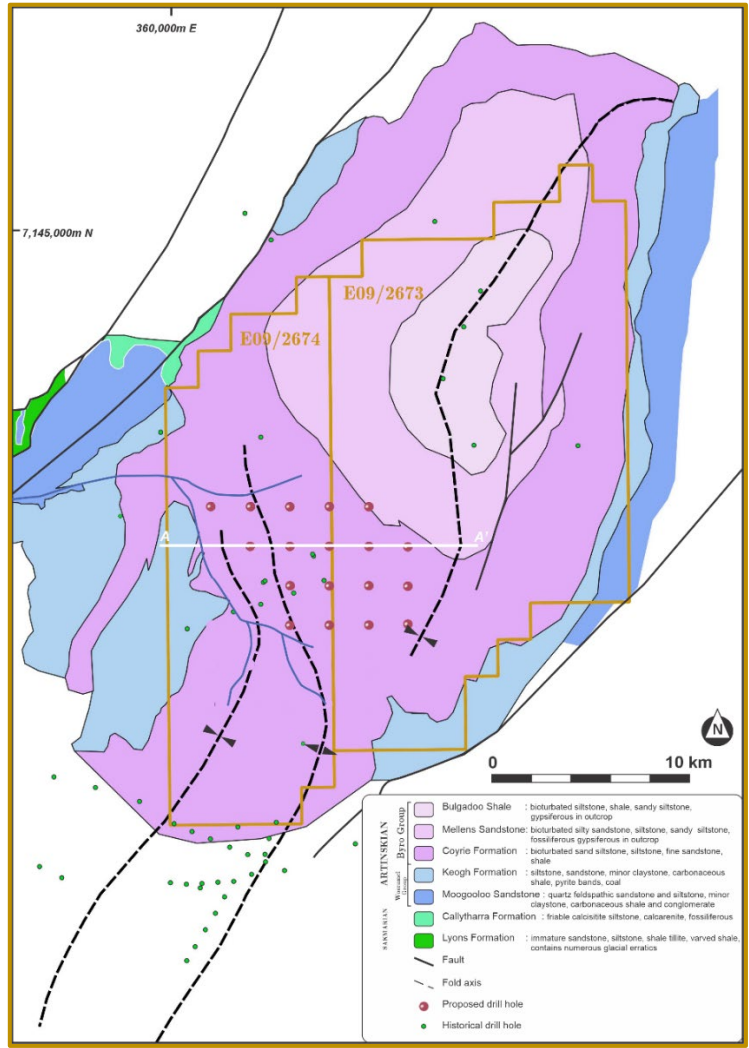 360,000m E
7,145,000m N
E09/2673
E09/2674
A
A'
N
0
10 km
ARTINSKIAN
Byro Group
Bulgadoo Shale : bioturbated siltstone, shale, sandy siltstone,
gypsiferous in outcrop
Mellens Sandstone: bioturbated silty sandstone, siltstone, sandy siltstone,
fossiliferous gypsiferous in outcrop
Coyrie Formation : bioturbated sand siltstone, siltstone, fine sandstone,
shale
Group
Keogh Formation : siltstone, sandstone, minor claystone, carbonaceous
shale, pyrite bands, coal
Moogooloo Sandstone : quartz feldspathic sandstone and siltstone, minor
claystone, carbonaceous shale and conglomerate
SAKMARIAN
Callytharra Formation : friable calcisitite siltstone, calcarenite, fossiliferous
Lyons Formation : immature sandstone, siltstone, shale tillite, varved shale,
contains numerous glacial erratics
Fault
Fold axis
Proposed drill hole
Historical drill hole